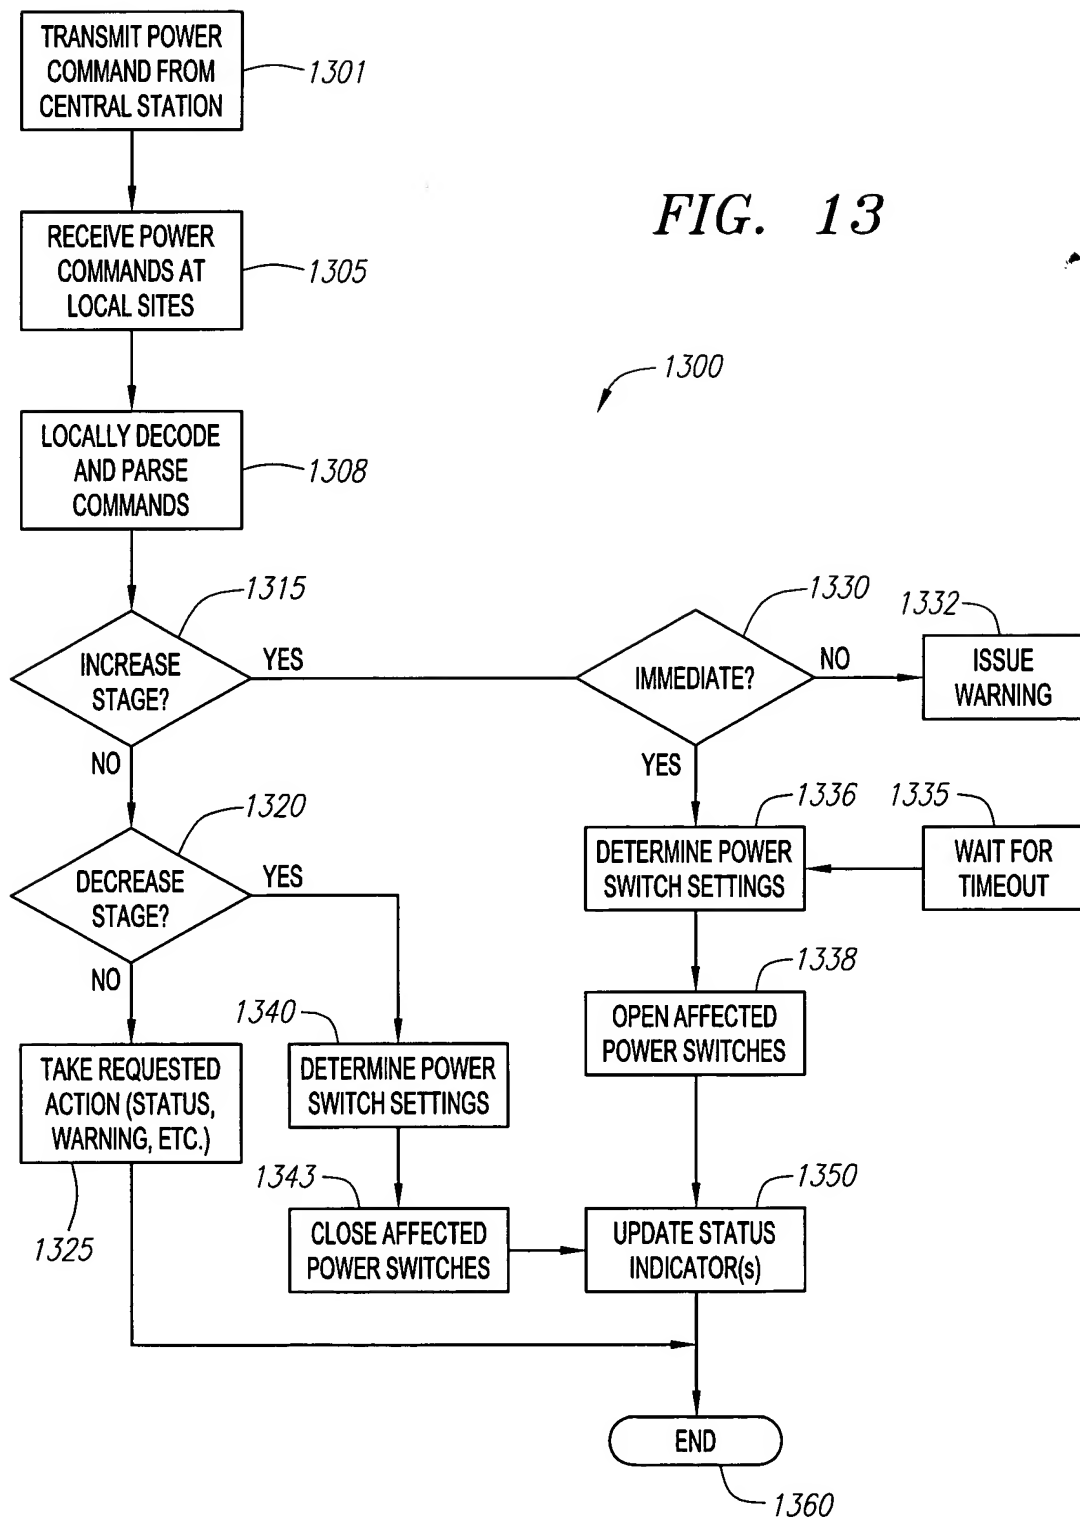 TRANSMIT POWER
COMMAND FROM
CENTRAL STATION
1301
FIG. 13
RECEIVE POWER
COMMANDS AT
LOCAL SITES
1305
1300
LOCALLY DECODE
AND PARSE
COMMANDS
1308
1315
INCREASE
STAGE?
YES
NO
1330
IMMEDIATE?
NO
YES
1332
ISSUE
WARNING
1320
DECREASE
STAGE?
YES
NO
1336
DETERMINE POWER
SWITCH SETTINGS
1335
WAIT FOR
TIMEOUT
1338
OPEN AFFECTED
POWER SWITCHES
1340
DETERMINE POWER
SWITCH SETTINGS
TAKE REQUESTED
ACTION (STATUS,
WARNING, ETC.)
1325
1343
CLOSE AFFECTED
POWER SWITCHES
1350
UPDATE STATUS
INDICATOR(s)
END
1360